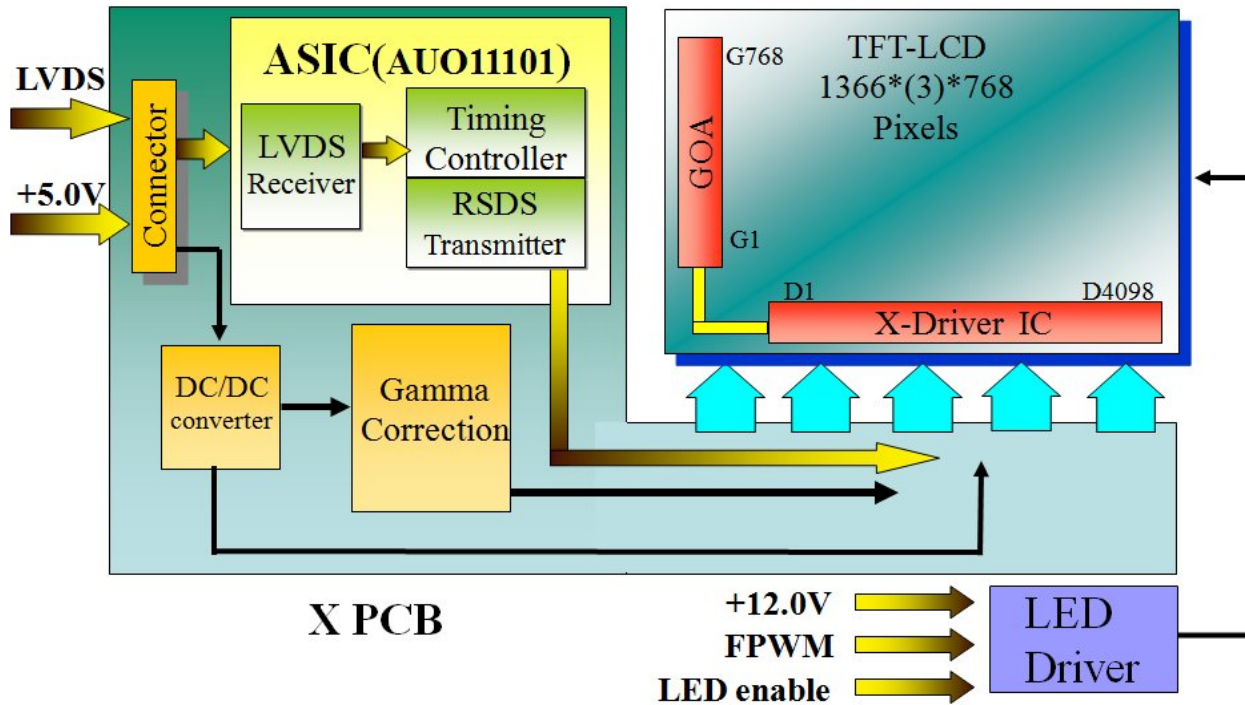 LVDS
+5.0V
Connector
ASIC(AUO11101)
LVDS
Receiver
Timing
Controller
RSDS
Transmitter
DC/DC
converter
Gamma
Correction
X PCB
TFT-LCD
1366*(3)*768
Pixels
G768
GOA
G1
D1
D4098
X-Driver IC
+12.0V
FPWM
LED enable
LED
Driver